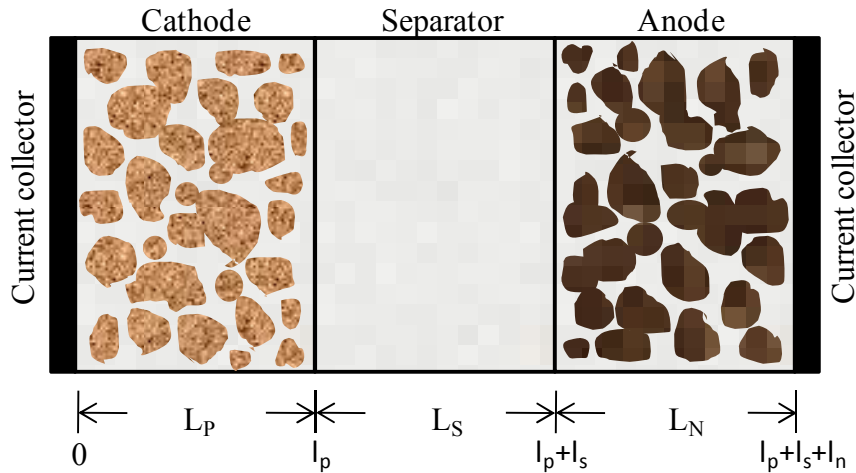 Cathode
Separator
Anode
Current collector
Current collector
L_P
L_S
L_N
0
l_p
l_p+l_s
l_p+l_s+l_n